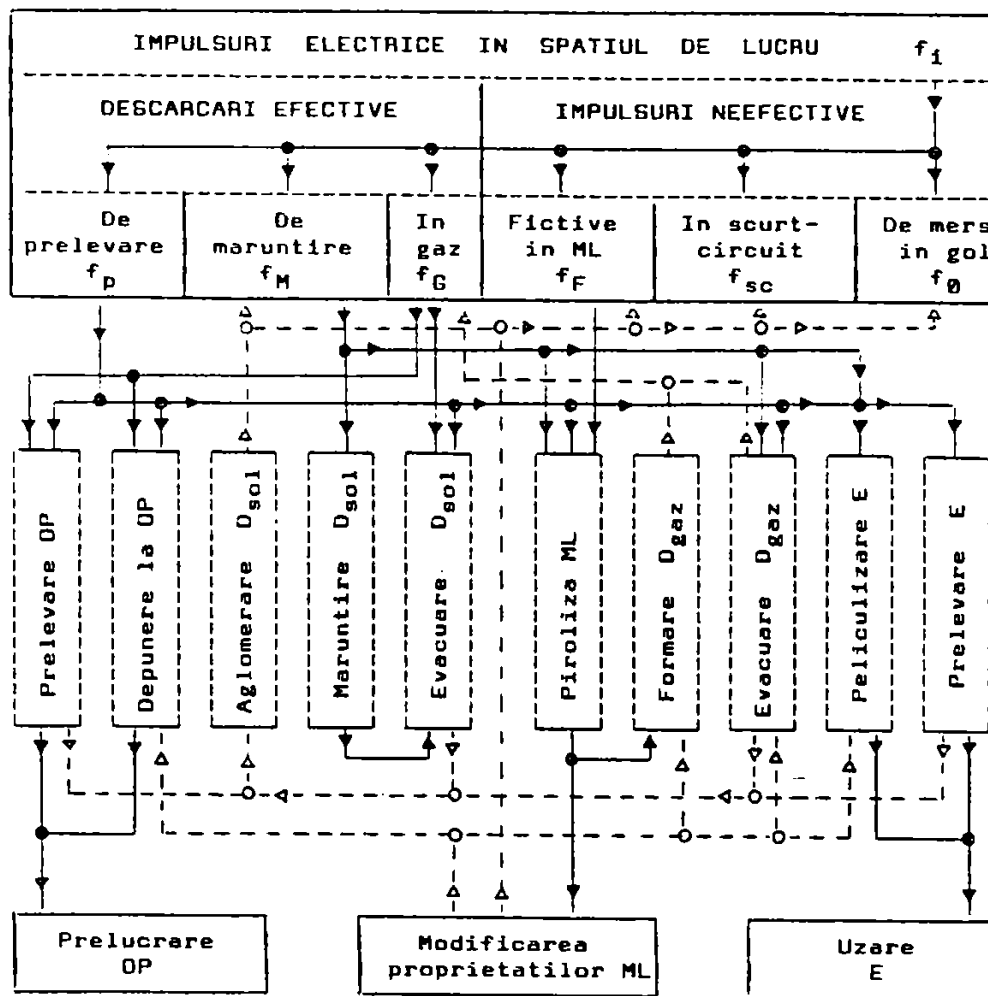 IMPULSURI ELECTRICE IN SPATIUL DE LUCRU f_i
DESCARCARI EFECTIVE
IMPULSURI NEEFECTIVE
De
prelevare
f_p
De
maruntire
f_M
In
gaz
f_G
Fictive
in ML
f_F
In scurt-
circuit
f_sc
De mers
in gol
f_0
Prelevare OP
Depunere la OP
Aglomerare D_sol
Maruntire D_sol
Evacuare D_sol
Piroliza ML
Formare D_gaz
Evacuare D_gaz
Peliculizare E
Prelevare E
Prelucrare
OP
Modificarea
proprietatilor ML
Uzare
E